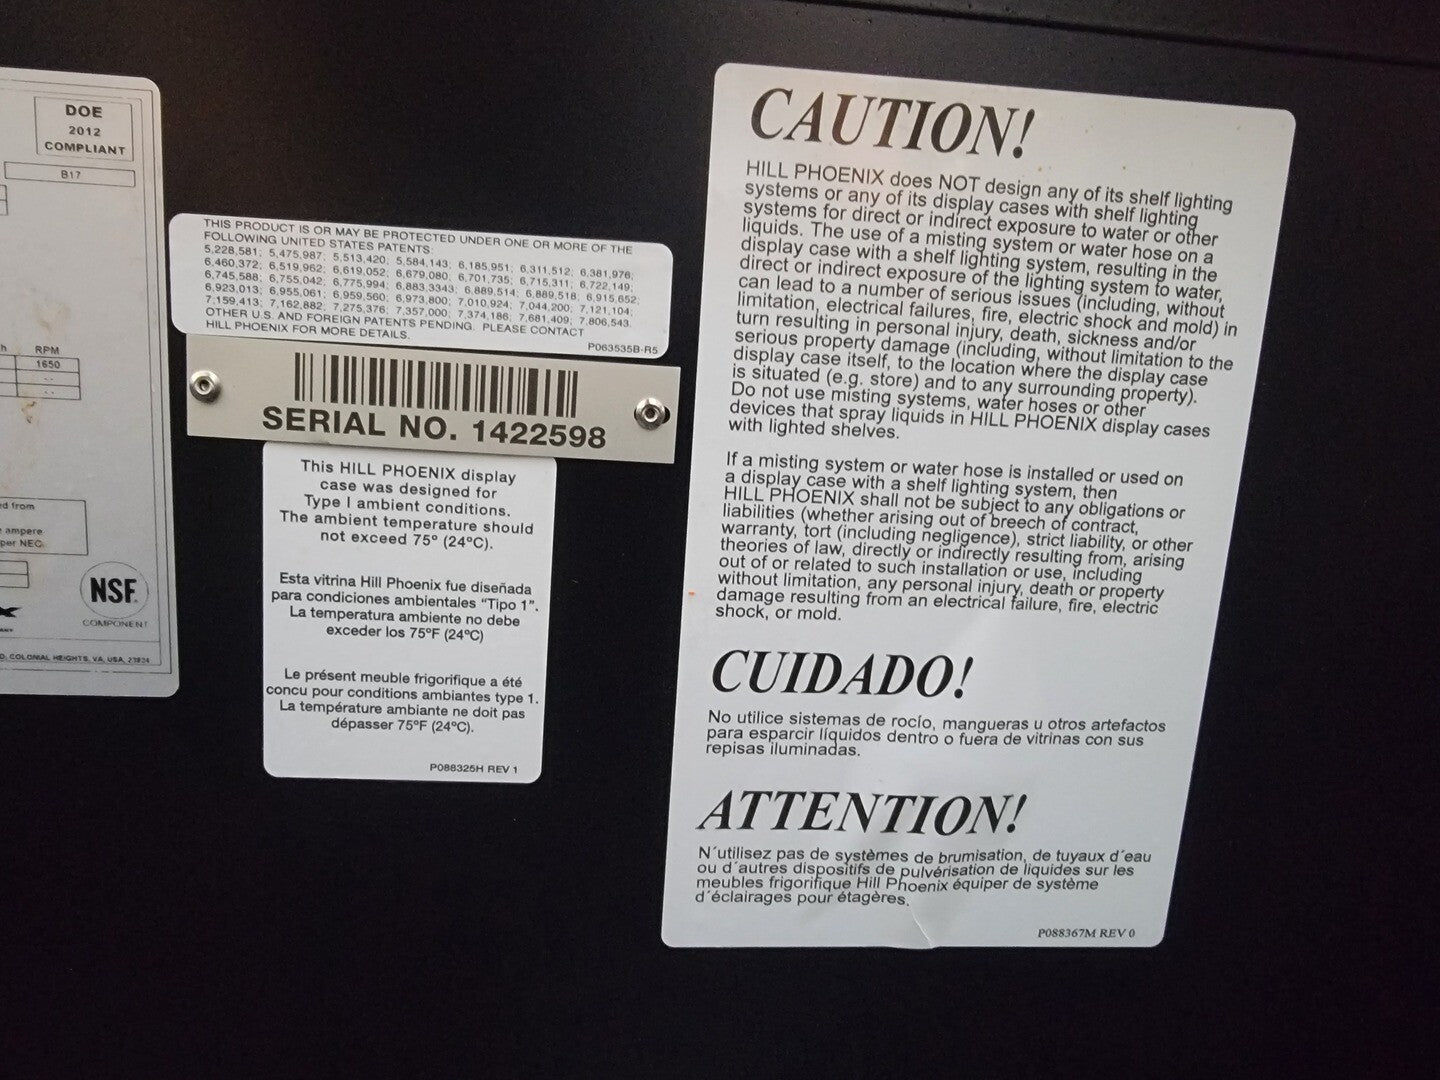 DOE
2012
COMPLIANT
B17
RPM
1650
from
ampere
per NEC
NSF
COMPONENT
COLONIAL HEIGHTS, VA, USA, 23834
THIS PRODUCT IS OR MAY BE PROTECTED UNDER ONE OR MORE OF THE
FOLLOWING UNITED STATES PATENTS:
5,228,581; 5,475,987; 5,513,420; 5,584,143; 6,185,951; 6,311,512; 6,381,976;
6,460,372; 6,519,962; 6,619,052; 6,679,080; 6,701,735; 6,715,311; 6,722,149;
6,745,588; 6,755,042; 6,775,994; 6,883,3343; 6,889,514; 6,889,518; 6,915,652;
6,923,013; 6,955,061; 6,959,560; 6,973,800; 7,010,924; 7,044,200; 7,121,104;
7,159,413; 7,162,882; 7,275,376; 7,357,000; 7,374,186; 7,681,409; 7,806,543.
OTHER U.S. AND FOREIGN PATENTS PENDING. PLEASE CONTACT
HILL PHOENIX FOR MORE DETAILS.
P063535B-R5
SERIAL NO. 1422598
This HILL PHOENIX display
case was designed for
Type I ambient conditions.
The ambient temperature should
not exceed 75° (24°C).
Esta vitrina Hill Phoenix fue diseñada
para condiciones ambientales “Tipo 1”.
La temperatura ambiente no debe
exceder los 75°F (24°C)
Le présent meuble frigorifique a été
concu pour conditions ambiantes type 1.
La température ambiante ne doit pas
dépasser 75°F (24°C).
P088325H REV 1
CAUTION!
HILL PHOENIX does NOT design any of its shelf lighting
systems or any of its display cases with shelf lighting
systems for direct or indirect exposure to water or other
liquids. The use of a misting system or water hose on a
display case with a shelf lighting system, resulting in the
direct or indirect exposure of the lighting system to water,
can lead to a number of serious issues (including, without
limitation, electrical failures, fire, electric shock and mold) in
turn resulting in personal injury, death, sickness and/or
serious property damage (including, without limitation to the
display case itself, to the location where the display case
is situated (e.g. store) and to any surrounding property).
Do not use misting systems, water hoses or other
devices that spray liquids in HILL PHOENIX display cases
with lighted shelves.
If a misting system or water hose is installed or used on
a display case with a shelf lighting system, then
HILL PHOENIX shall not be subject to any obligations or
liabilities (whether arising out of breech of contract,
warranty, tort (including negligence), strict liability, or other
theories of law, directly or indirectly resulting from, arising
out of or related to such installation or use, including
without limitation, any personal injury, death or property
damage resulting from an electrical failure, fire, electric
shock, or mold.
CUIDADO!
No utilice sistemas de rocío, mangueras u otros artefactos
para esparcir líquidos dentro o fuera de vitrinas con sus
repisas iluminadas.
ATTENTION!
N´utilisez pas de systèmes de brumisation, de tuyaux d´eau
ou d´autres dispositifs de pulvérisation de liquides sur les
meubles frigorifique Hill Phoenix équiper de système
d´éclairages pour étagères.
P088367M REV 0